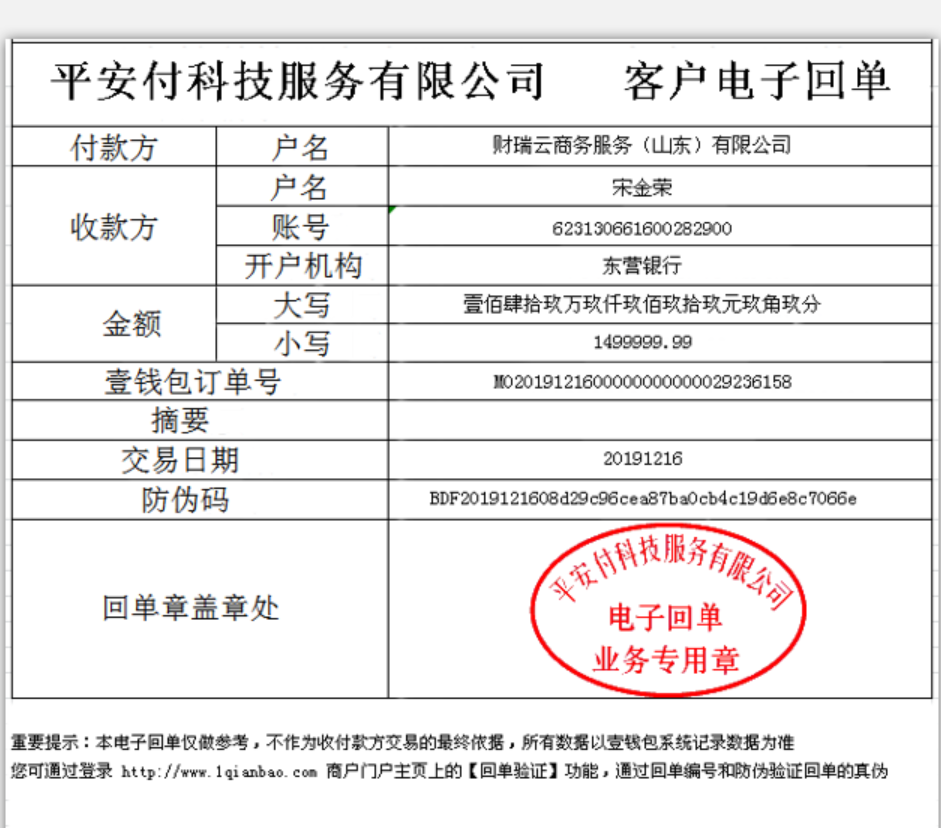 平安付科技服务有限公司 客户电子回单
付款方 户名 财瑞云商务服务（山东）有限公司
收款方 户名 宋金荣
账号 623130661600282900
开户机构 东营银行
金额 大写 壹佰肆拾玖万玖仟玖佰玖拾玖元玖角玖分
小写 1499999.99
壹钱包订单号 MO20191216000000000000029236158
摘要
交易日期 20191216
防伪码 BDF2019121608d29c96cea87ba0cb4c19d6e8c7066e
回单章盖章处
平安付科技服务有限公司
电子回单
业务专用章
重要提示：本电子回单仅做参考，不作为收付款方交易的最终依据，所有数据以壹钱包系统记录数据为准
您可通过登录 http://www.1qianbao.com 商户门户主页上的【回单验证】功能，通过回单编号和防伪验证回单的真伪